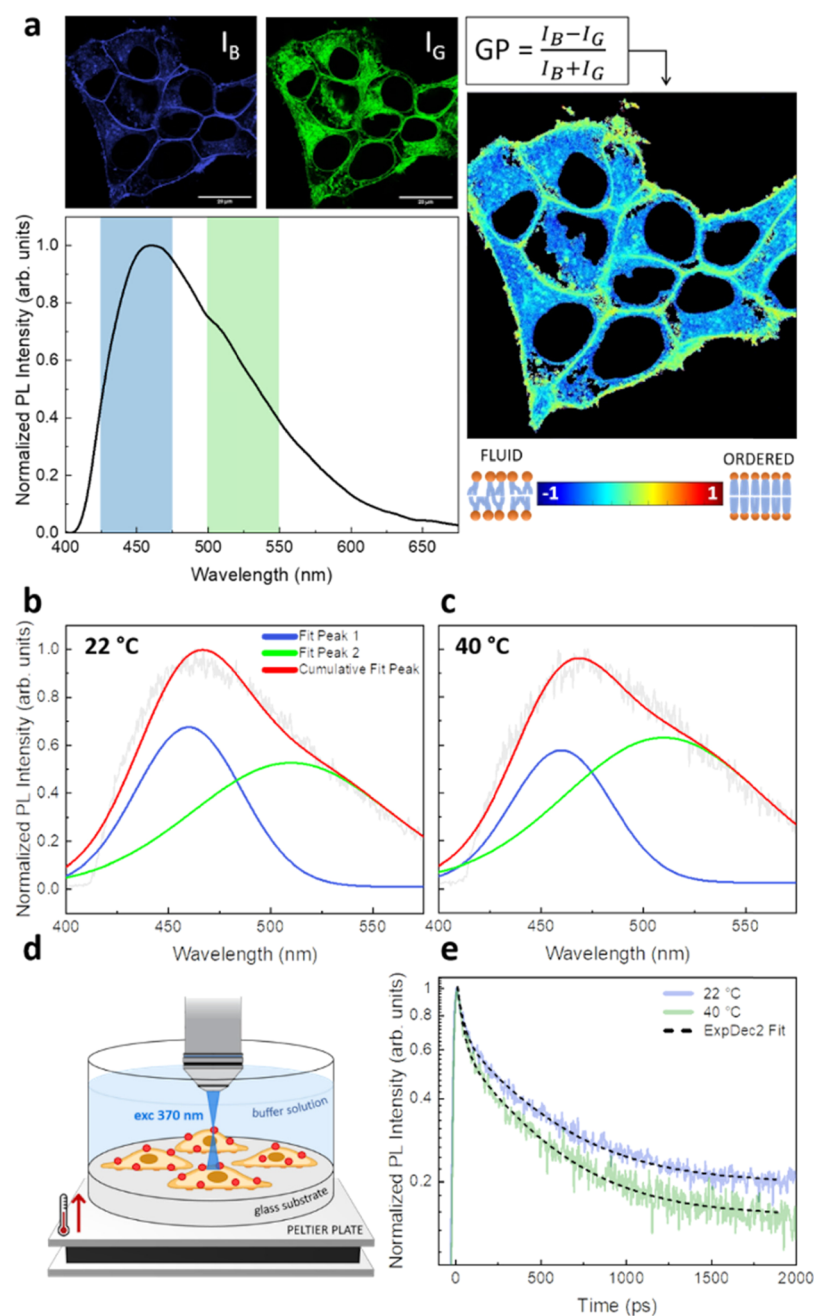 a
I_B
I_G
20 µm
20 µm
GP = \frac{I_B−I_G}{I_B+I_G}
Normalized PL Intensity (arb. units)
1.0
0.8
0.6
0.4
0.2
0.0
400 450 500 550 600 650
Wavelength (nm)
FLUID
-1 1
ORDERED
b
22 °C
Fit Peak 1
Fit Peak 2
Cumulative Fit Peak
Normalized PL Intensity (arb. units)
1.0
0.8
0.6
0.4
0.2
0.0
400 450 500 550
Wavelength (nm)
c
40 °C
400 450 500 550
Wavelength (nm)
d
exc 370 nm
buffer solution
glass substrate
PELTIER PLATE
e
22 °C
40 °C
ExpDec2 Fit
Normalized PL Intensity (arb. units)
1
0.8
0.6
0.4
0.2
0 500 1000 1500 2000
Time (ps)